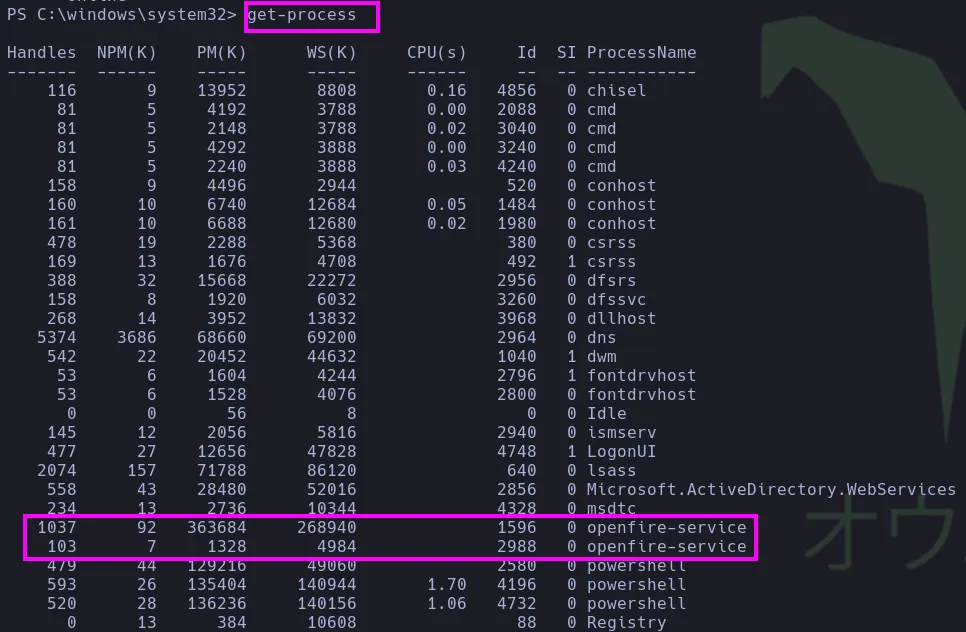 PS C:\windows\system32> get-process
Handles NPM(K) PM(K) WS(K) CPU(s) Id SI ProcessName
------- ------ ----- ----- ------ -- -- -----------
116 9 13952 8808 0.16 4856 0 chisel
81 5 4192 3788 0.00 2088 0 cmd
81 5 2148 3788 0.02 3040 0 cmd
81 5 4292 3888 0.00 3240 0 cmd
81 5 2240 3888 0.03 4240 0 cmd
158 9 4496 2944 520 0 conhost
160 10 6740 12684 0.05 1484 0 conhost
161 10 6688 12680 0.02 1980 0 conhost
478 19 2288 5368 380 0 csrss
169 13 1676 4708 492 1 csrss
388 32 15668 22272 2956 0 dfsrs
158 8 1920 6032 3260 0 dfssvc
268 14 3952 13832 3968 0 dllhost
5374 3686 68660 69200 2964 0 dns
542 22 20452 44632 1040 1 dwm
53 6 1604 4244 2796 1 fontdrvhost
53 6 1528 4076 2800 0 fontdrvhost
0 0 56 8 0 0 Idle
145 12 2056 5816 2940 0 ismserv
477 27 12656 47828 4748 1 LogonUI
2074 157 71788 86120 640 0 lsass
558 43 28480 52016 2856 0 Microsoft.ActiveDirectory.WebServices
234 13 2736 10344 4328 0 msdtc
1037 92 363684 268940 1596 0 openfire-service
103 7 1328 4984 2988 0 openfire-service
479 44 129216 49060 2580 0 powershell
593 26 135404 140944 1.70 4196 0 powershell
520 28 136236 140156 1.06 4732 0 powershell
0 13 384 10608 88 0 Registry
オウ